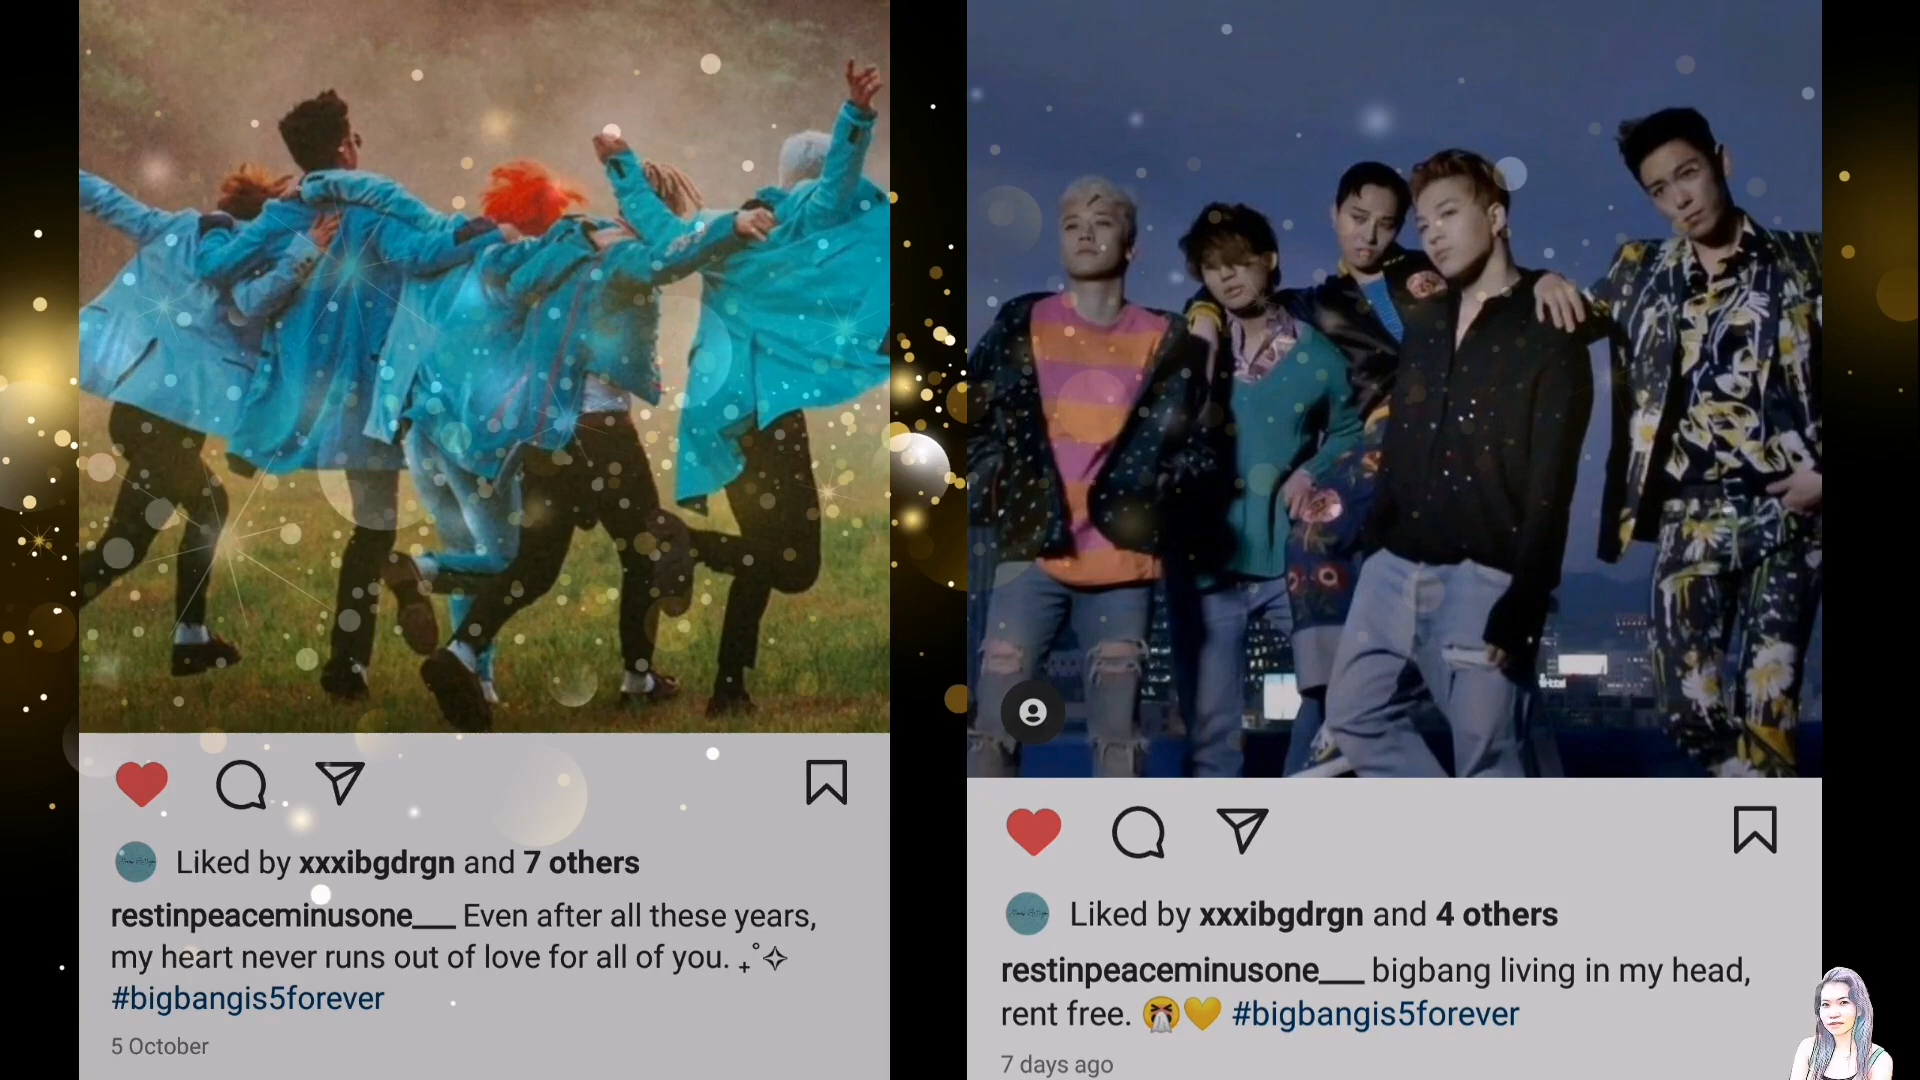 Liked by xxxibgdrgn and 7 others
restinpeaceminusone___ Even after all these years,
my heart never runs out of love for all of you. ₊˚✧
#bigbangis5forever
5 October
Liked by xxxibgdrgn and 4 others
restinpeaceminusone___ bigbang living in my head,
rent free. 😭💛 #bigbangis5forever
7 days ago